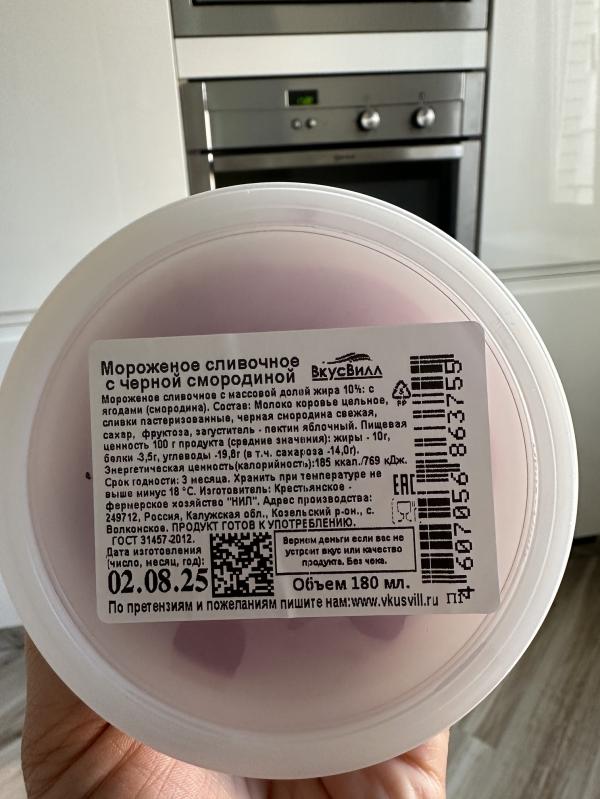 Мороженое сливочное
с черной смородиной
ВкусВилл
Мороженое сливочное с массовой долей жира 10%: с
ягодами (смородина). Состав: Молоко коровье цельное,
сливки пастеризованные, черная смородина свежая,
сахар, фруктоза, загуститель - пектин яблочный. Пищевая
ценность 100 г продукта (средние значения): жиры - 10г,
белки -3,5г, углеводы -19,8г (в т.ч. сахароза -14,0г).
Энергетическая ценность(калорийность):185 ккал./769 кДж.
Срок годности: 3 месяца. Хранить при температуре не
выше минус 18 °С. Изготовитель: Крестьянское -
фермерское хозяйство "НИЛ". Адрес производства:
249712, Россия, Калужская обл., Козельский р-он., с.
Волконское. ПРОДУКТ ГОТОВ К УПОТРЕБЛЕНИЮ.
ГОСТ 31457-2012.
Дата изготовления
(число, месяц, год):
02.08.25
Вернем деньги если вас не
устроит вкус или качество
продукта. Без чека.
Объем 180 мл.
По претензиям и пожеланиям пишите нам:www.vkusvill.ru
PP
EAC
4 607056 863759